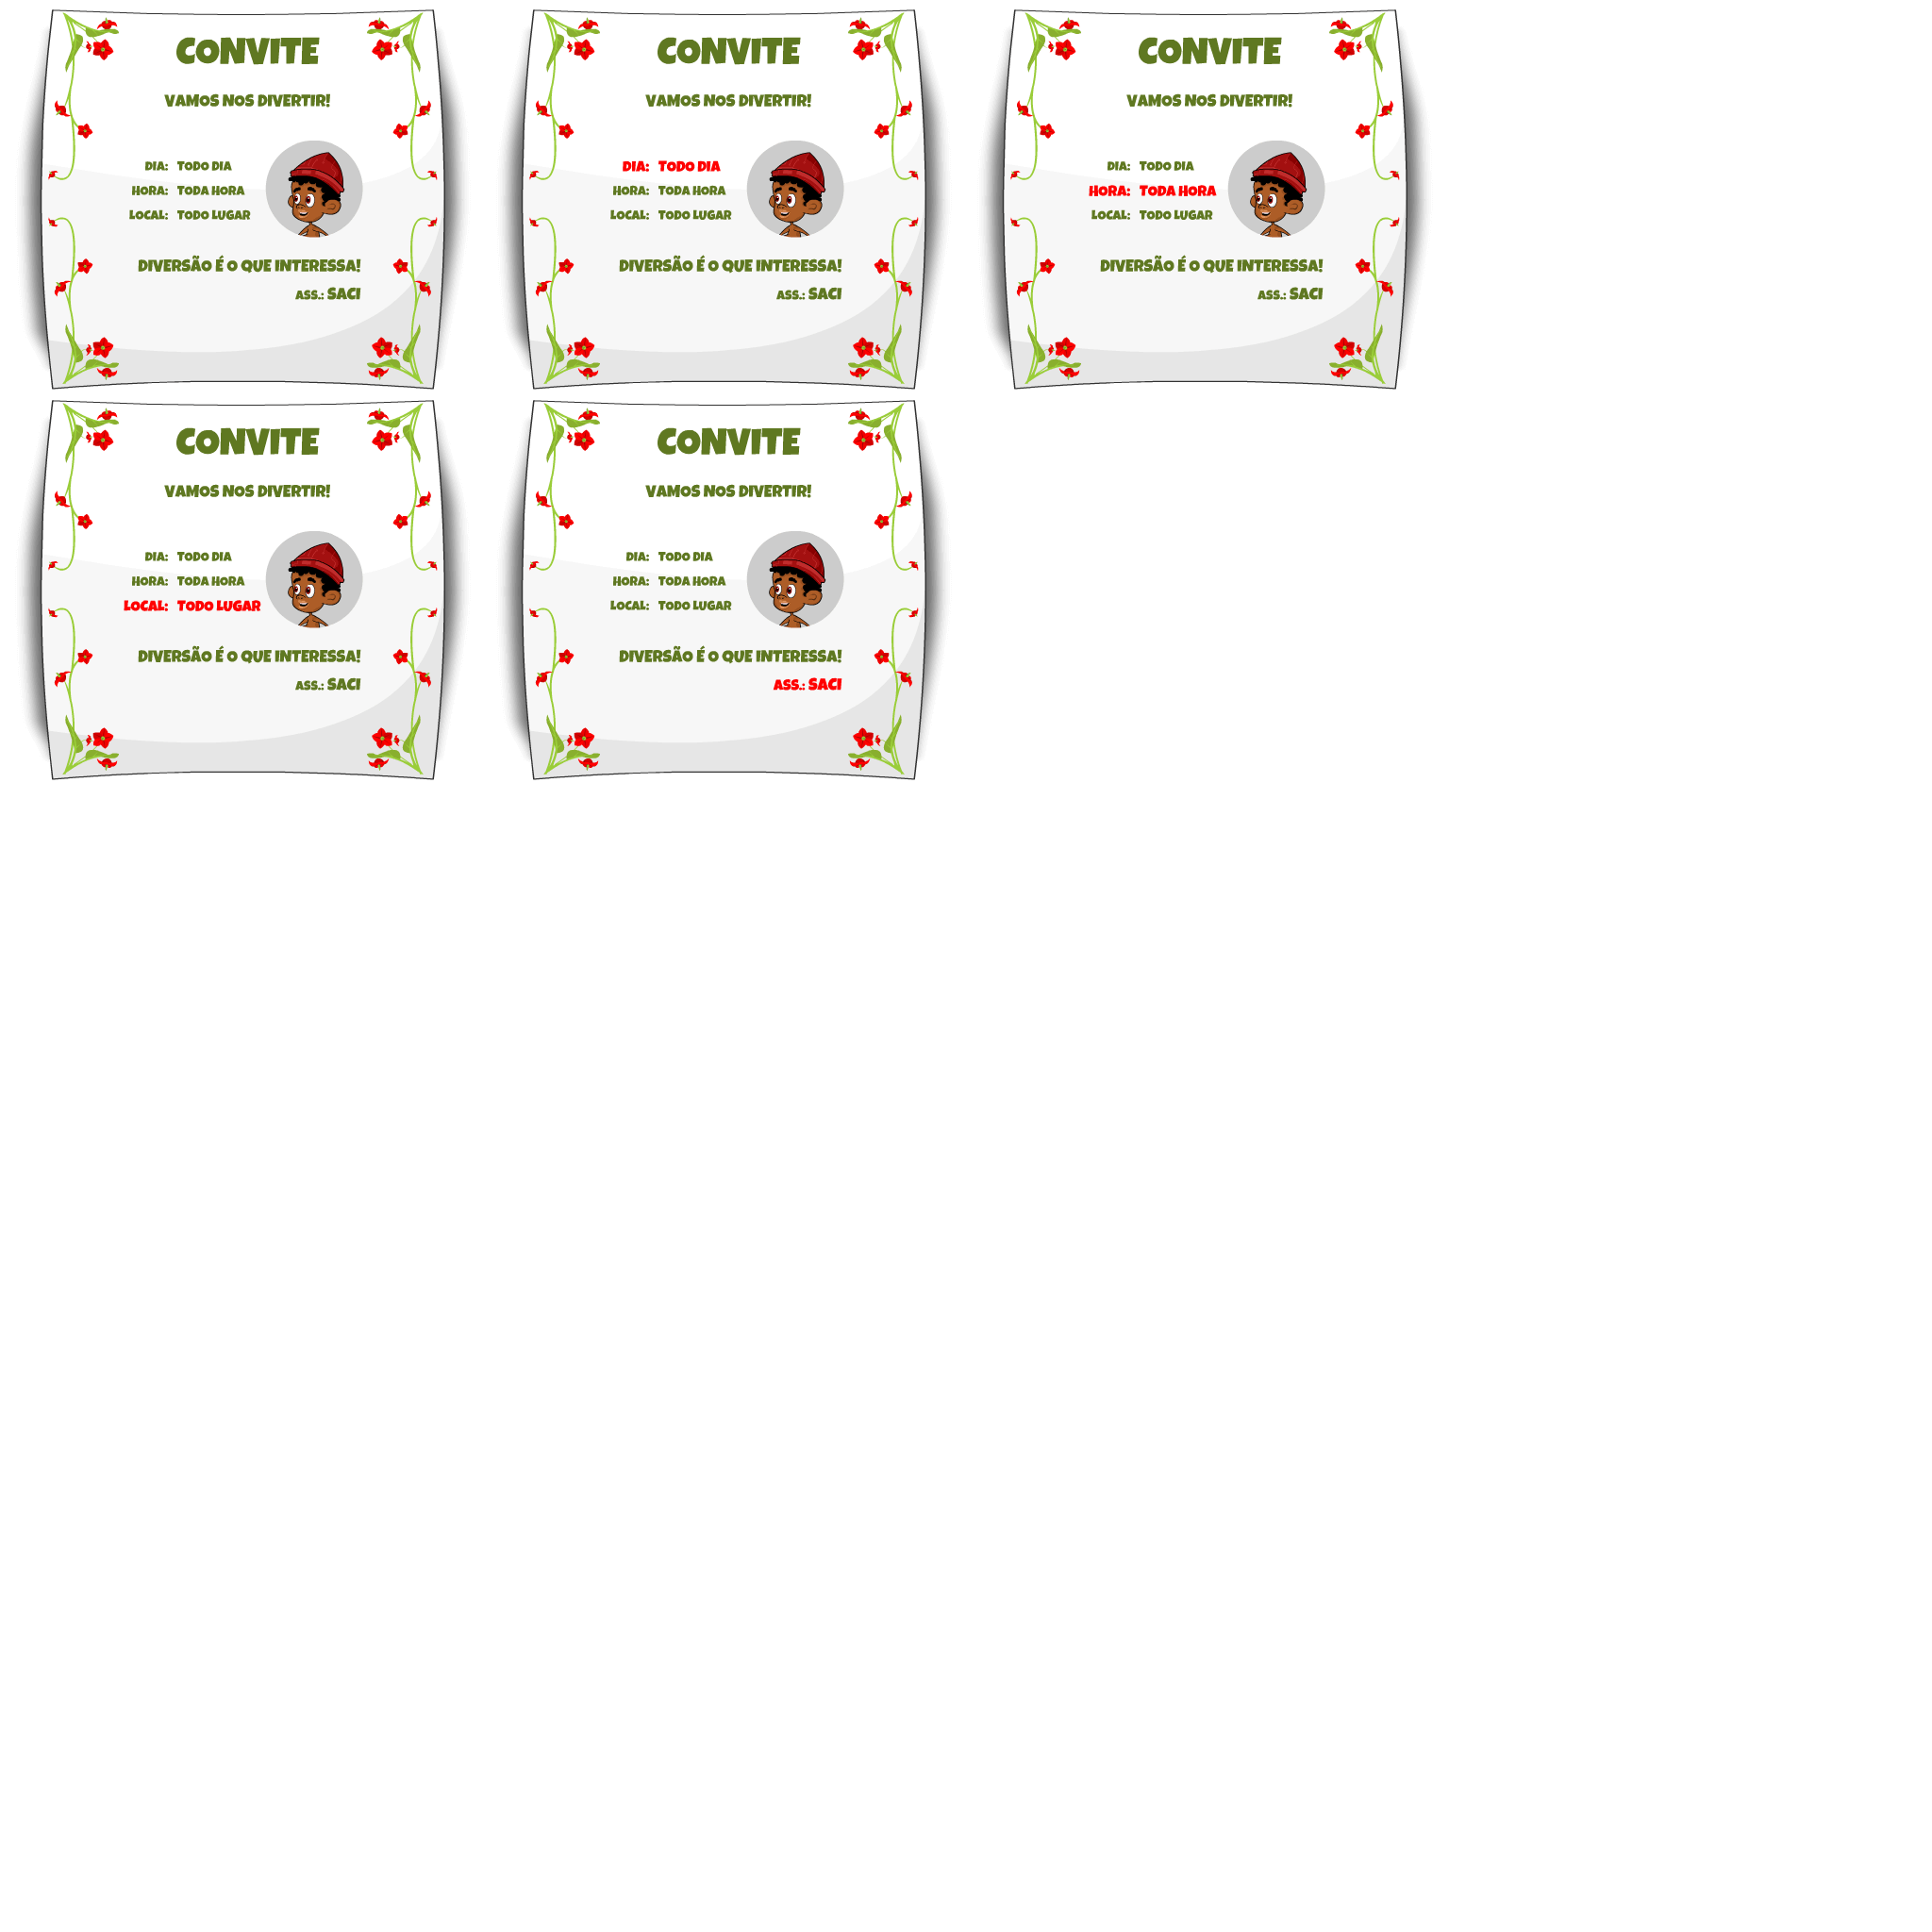 CONVITE
VAMOS NOS DIVERTIR!
DIA: TODO DIA
HORA: TODA HORA
LOCAL: TODO LUGAR
DIVERSÃO É O QUE INTERESSA!
ASS.: SACI
CONVITE
VAMOS NOS DIVERTIR!
DIA: TODO DIA
HORA: TODA HORA
LOCAL: TODO LUGAR
DIVERSÃO É O QUE INTERESSA!
ASS.: SACI
CONVITE
VAMOS NOS DIVERTIR!
DIA: TODO DIA
HORA: TODA HORA
LOCAL: TODO LUGAR
DIVERSÃO É O QUE INTERESSA!
ASS.: SACI
CONVITE
VAMOS NOS DIVERTIR!
DIA: TODO DIA
HORA: TODA HORA
LOCAL: TODO LUGAR
DIVERSÃO É O QUE INTERESSA!
ASS.: SACI
CONVITE
VAMOS NOS DIVERTIR!
DIA: TODO DIA
HORA: TODA HORA
LOCAL: TODO LUGAR
DIVERSÃO É O QUE INTERESSA!
ASS.: SACI